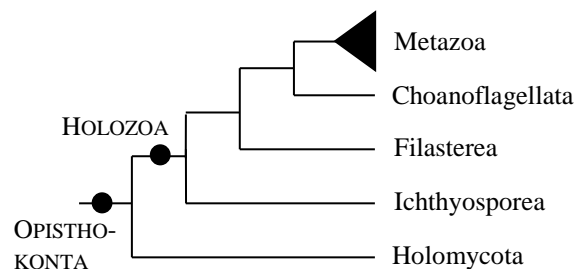 Metazoa
Choanoflagellata
HOLOZOA
Filasterea
Ichthyosporea
OPISTHO-
KONTA
Holomycota